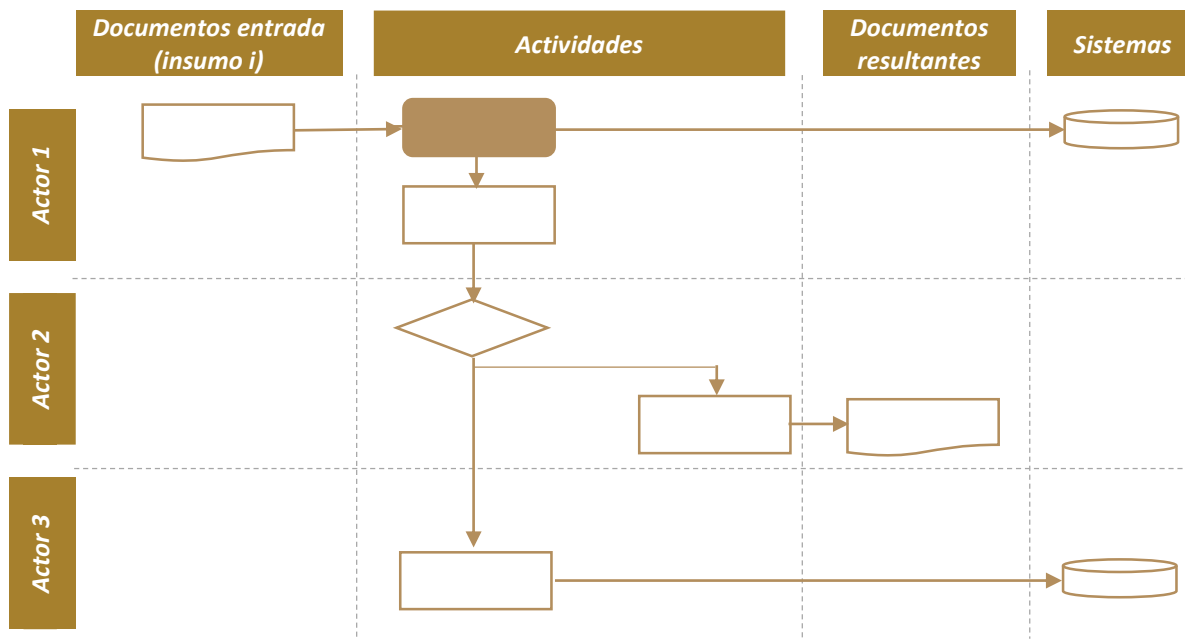 Documentos entrada
(insumo i)
Actividades
Documentos
resultantes
Sistemas
Actor 1
Actor 2
Actor 3